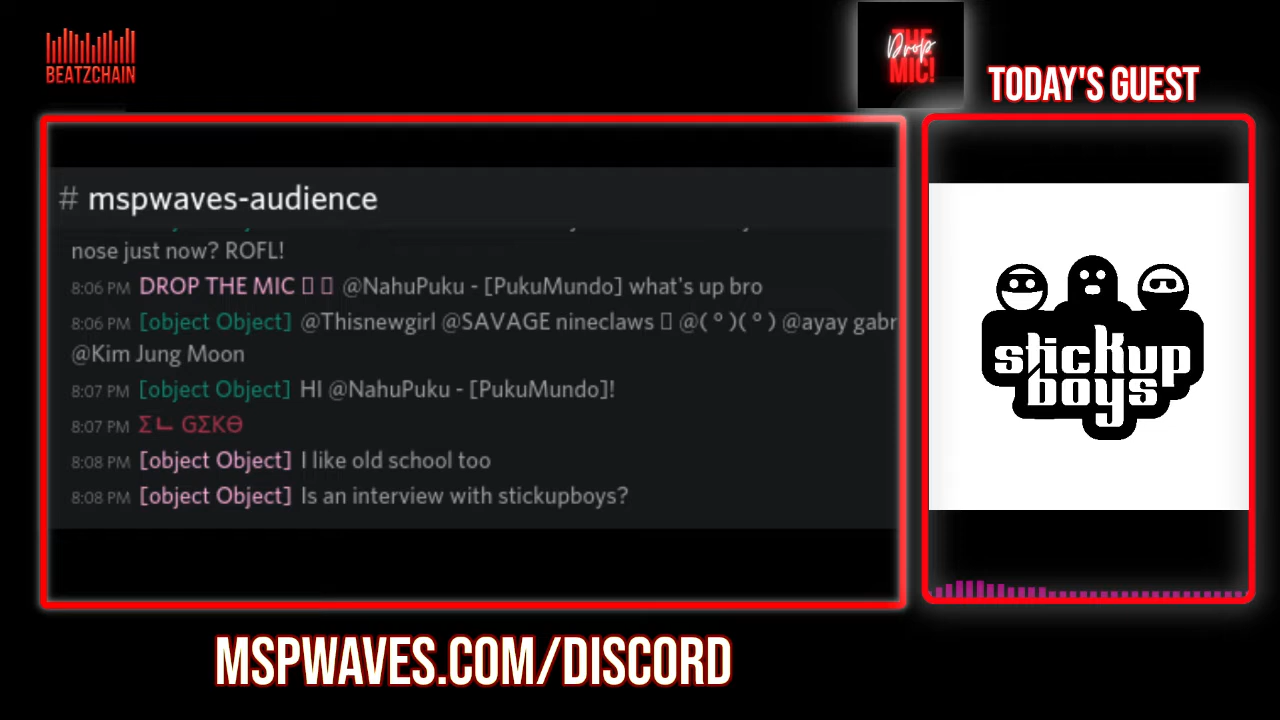 BEATZCHAIN
THE
Drop
MIC!
TODAY'S GUEST
# mspwaves-audience
nose just now? ROFL!
8:06 PM DROP THE MIC @NahuPuku - [PukuMundo] what's up bro
8:06 PM [object Object] @Thisnewgirl @SAVAGE nineclaws @( ° )( ° ) @ayay gabr
@Kim Jung Moon
8:07 PM [object Object] HI @NahuPuku - [PukuMundo]!
8:07 PM Σㄴ GΣKӨ
8:08 PM [object Object] I like old school too
8:08 PM [object Object] Is an interview with stickupboys?
stickup
boys
MSPWAVES.COM/DISCORD